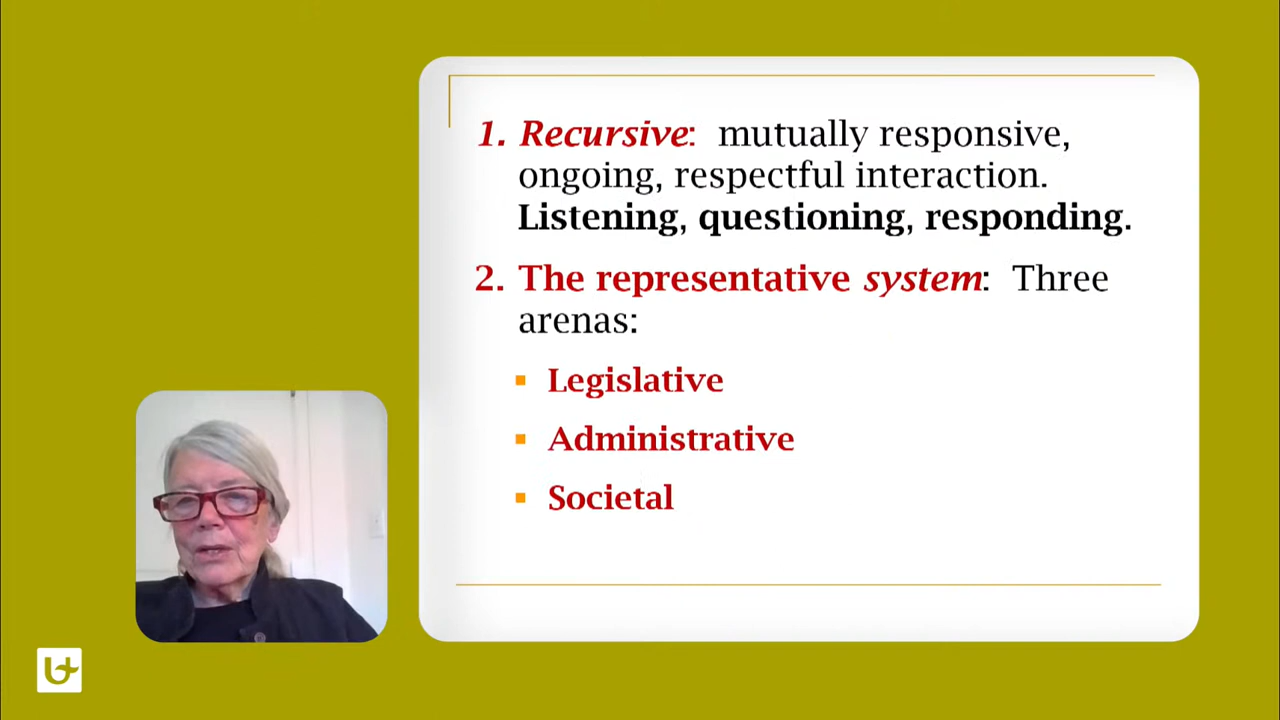 1. Recursive: mutually responsive,
ongoing, respectful interaction.
Listening, questioning, responding.
2. The representative system: Three
arenas:
▪ Legislative
▪ Administrative
▪ Societal